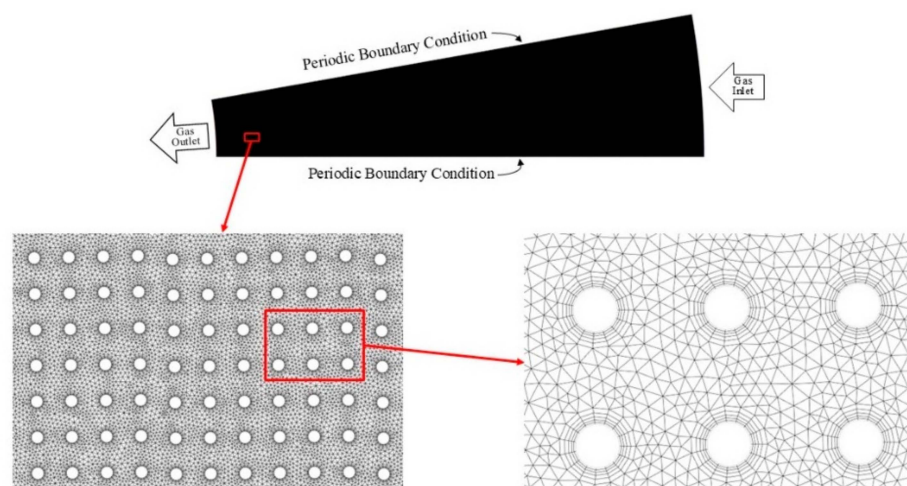 Periodic Boundary Condition
Gas
Inlet
Gas
Outlet
Periodic Boundary Condition